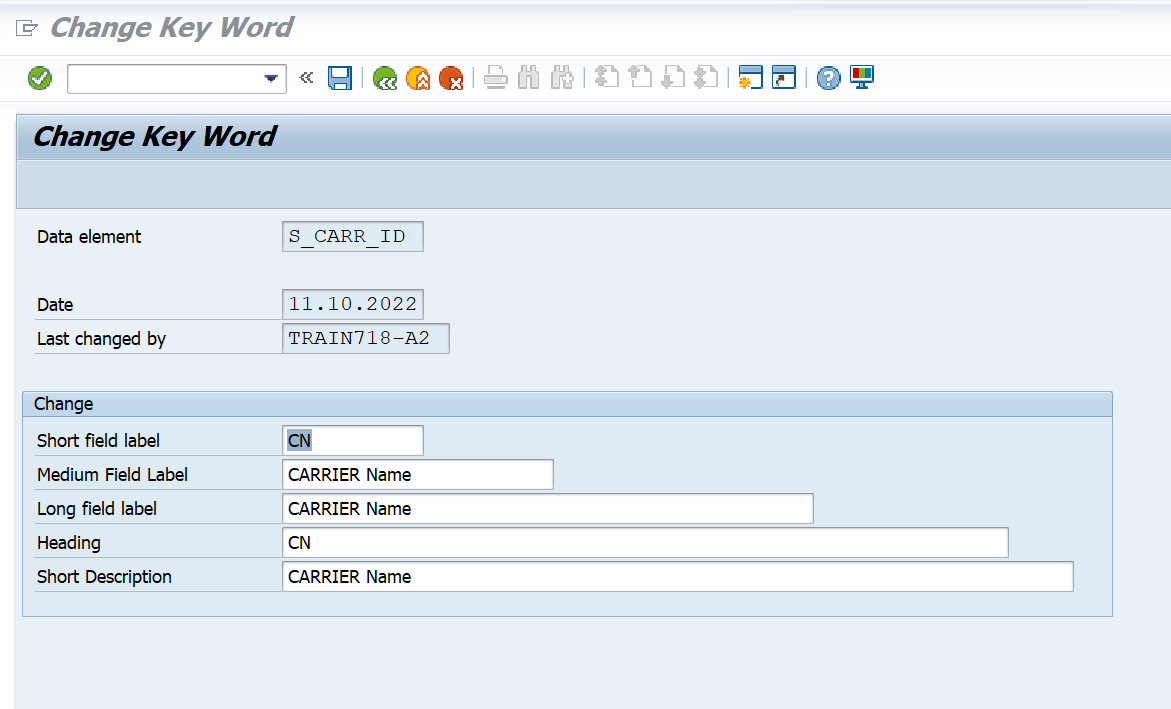 Change Key Word
Change Key Word
Data element S_CARR_ID
Date 11.10.2022
Last changed by TRAIN718-A2
Change
Short field label CN
Medium Field Label CARRIER Name
Long field label CARRIER Name
Heading CN
Short Description CARRIER Name